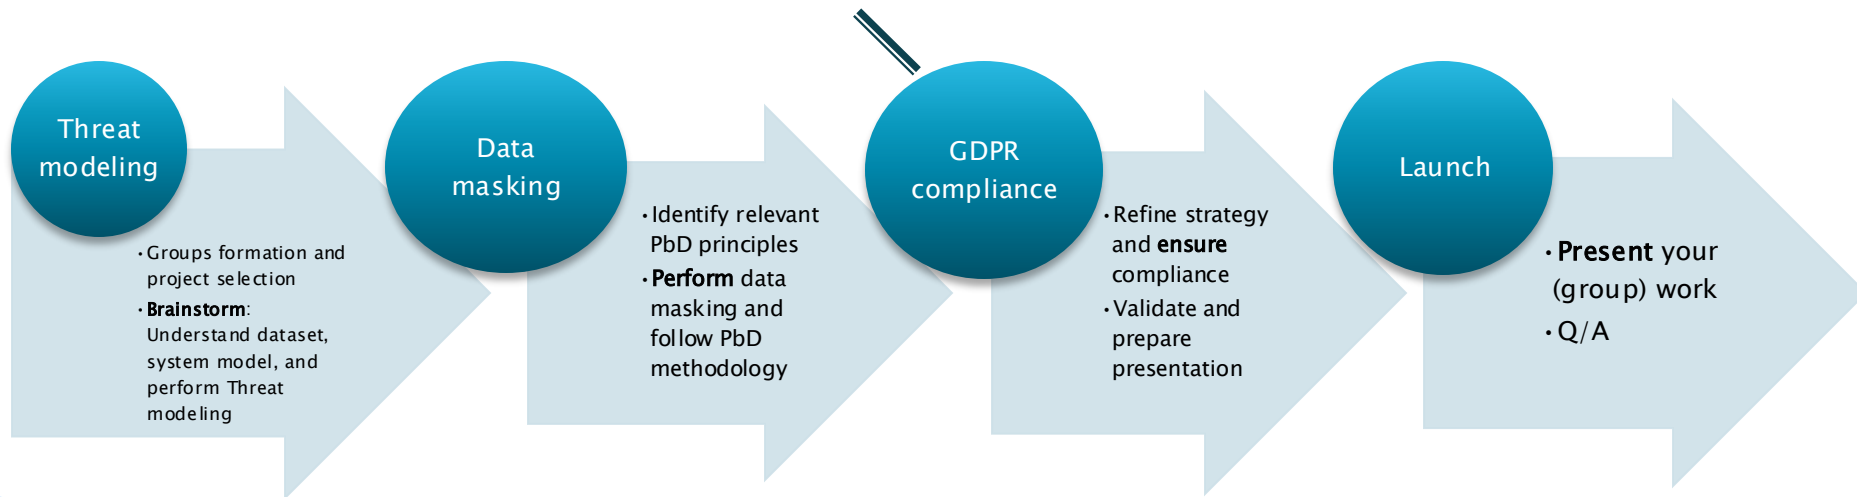 Threat
modeling
• Groups formation and
project selection
• Brainstorm:
Understand dataset,
system model, and
perform Threat
modeling
Data
masking
• Identify relevant
PbD principles
• Perform data
masking and
follow PbD
methodology
GDPR
compliance
• Refine strategy
and ensure
compliance
• Validate and
prepare
presentation
Launch
• Present your
(group) work
• Q/A